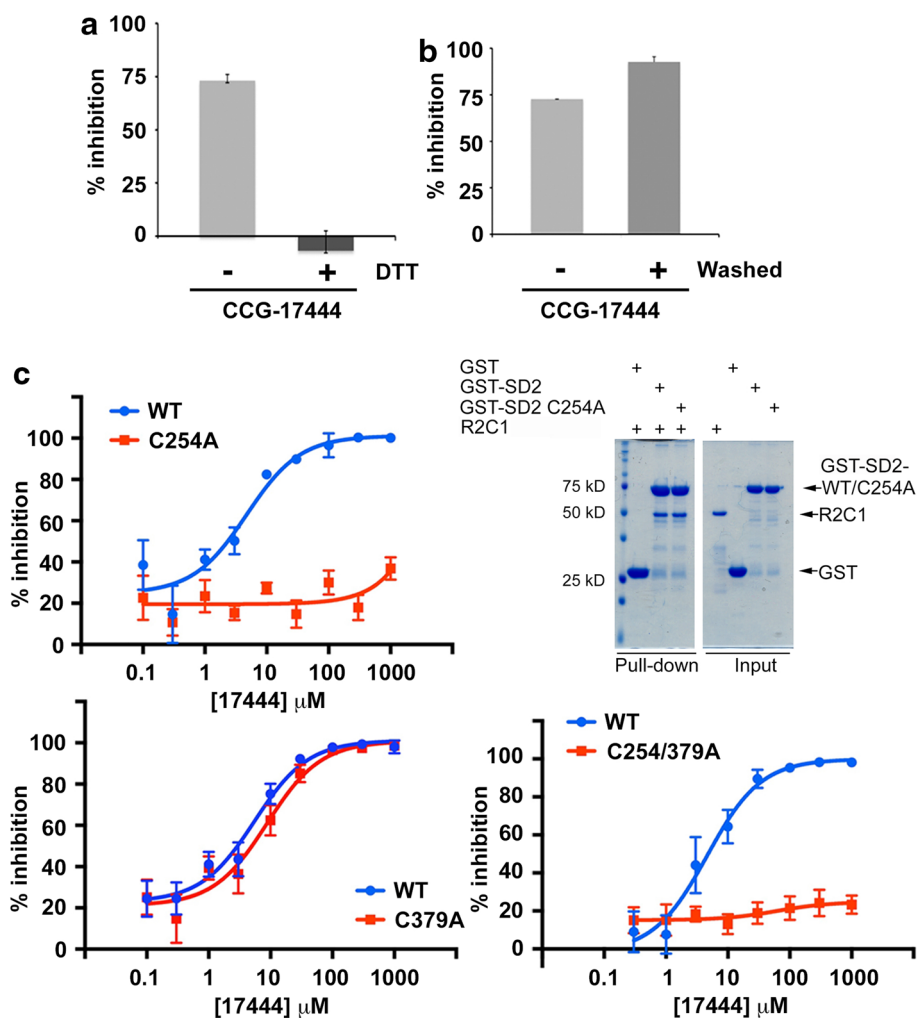 a
100
75
50
25
0
% inhibition
- + DTT
CCG-17444
b
100
75
50
25
0
% inhibition
- + Washed
CCG-17444
c
WT
C254A
100
80
60
40
20
0
% inhibition
0.1 1 10 100 1000
[17444] μM
GST + +
GST-SD2 + +
GST-SD2 C254A + +
R2C1 + + + +
75 kD
50 kD
25 kD
GST-SD2-
WT/C254A
R2C1
GST
Pull-down Input
100
80
60
40
20
0
% inhibition
WT
C379A
0.1 1 10 100 1000
[17444] μM
WT
C254/379A
100
80
60
40
20
0
% inhibition
0.1 1 10 100 1000
[17444] μM